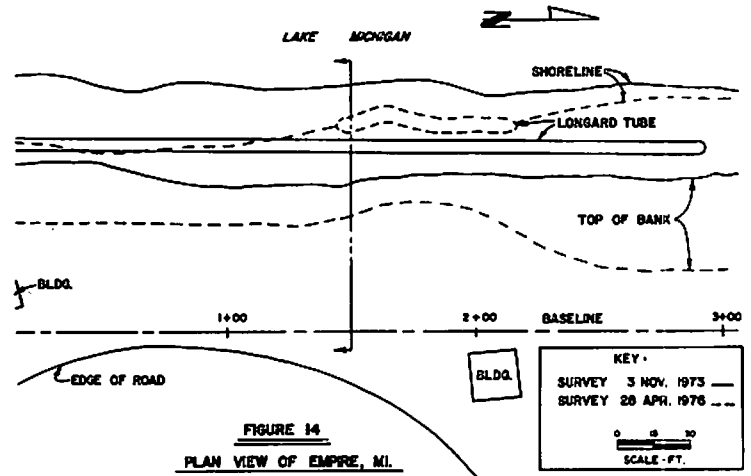 N
LAKE MICHIGAN
SHORELINE
LONGARD TUBE
TOP OF BANK
BLDG.
1+00
2+00
BASELINE
3+00
EDGE OF ROAD
BLDG.
KEY:
SURVEY 3 NOV. 1973
SURVEY 28 APR. 1976
0 30
SCALE-FT.
FIGURE 14
PLAN VIEW OF EMPIRE, MI.